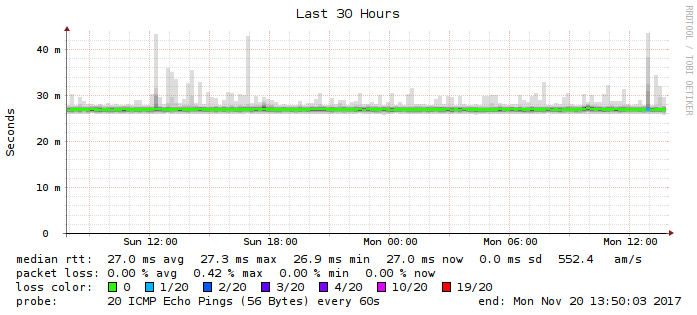 Last 30 Hours
RRDTOOL / TOBI OETIKER
Seconds
40 m
30 m
20 m
10 m
0
Sun 12:00 Sun 18:00 Mon 00:00 Mon 06:00 Mon 12:00
median rtt: 27.0 ms avg 27.3 ms max 26.9 ms min 27.0 ms now 0.0 ms sd 552.4 am/s
packet loss: 0.00 % avg 0.42 % max 0.00 % min 0.00 % now
loss color: 0 1/20 2/20 3/20 4/20 10/20 19/20
probe: 20 ICMP Echo Pings (56 Bytes) every 60s end: Mon Nov 20 13:50:03 2017